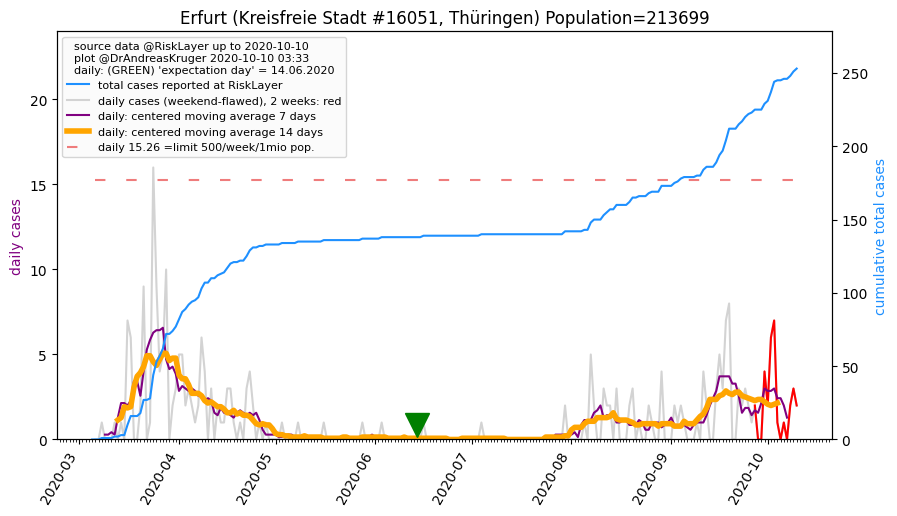 Erfurt (Kreisfreie Stadt #16051, Thüringen) Population=213699
source data @RiskLayer up to 2020-10-10
plot @DrAndreasKruger 2020-10-10 03:33
daily: (GREEN) 'expectation day' = 14.06.2020
total cases reported at RiskLayer
daily cases (weekend-flawed), 2 weeks: red
daily: centered moving average 7 days
daily: centered moving average 14 days
daily 15.26 =limit 500/week/1mio pop.
daily cases
20
15
10
5
0
cumulative total cases
250
200
150
100
50
0
2020-03
2020-04
2020-05
2020-06
2020-07
2020-08
2020-09
2020-10